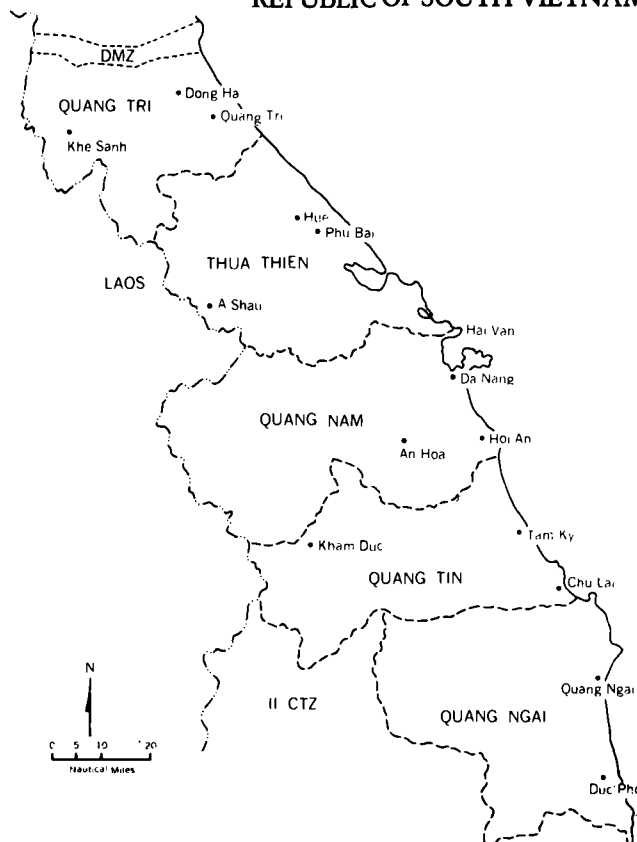 REPUBLIC OF SOUTH VIETNAM
DMZ
Dong Ha
QUANG TRI
Quang Tri
Khe Sanh
Hue
Phu Bai
THUA THIEN
LAOS
A Shau
Hai Van
Da Nang
QUANG NAM
An Hoa
Hoi An
Tam Ky
Kham Duc
QUANG TIN
Chu Lai
N
Quang Ngai
II CTZ
QUANG NGAI
0 5 10 20
Nautical Miles
Duc Pho